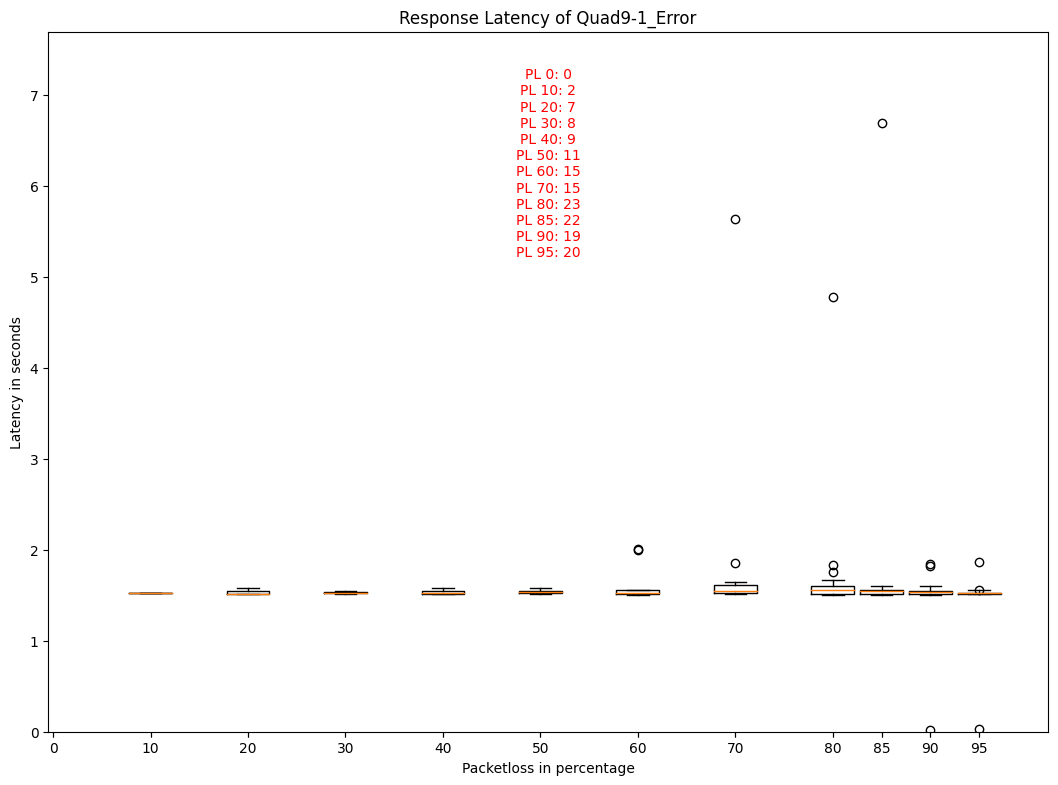 Response Latency of Quad9-1_Error
PL 0: 0
PL 10: 2
PL 20: 7
PL 30: 8
PL 40: 9
PL 50: 11
PL 60: 15
PL 70: 15
PL 80: 23
PL 85: 22
PL 90: 19
PL 95: 20
Latency in seconds
7
6
5
4
3
2
1
0
0 10 20 30 40 50 60 70 80 85 90 95
Packetloss in percentage